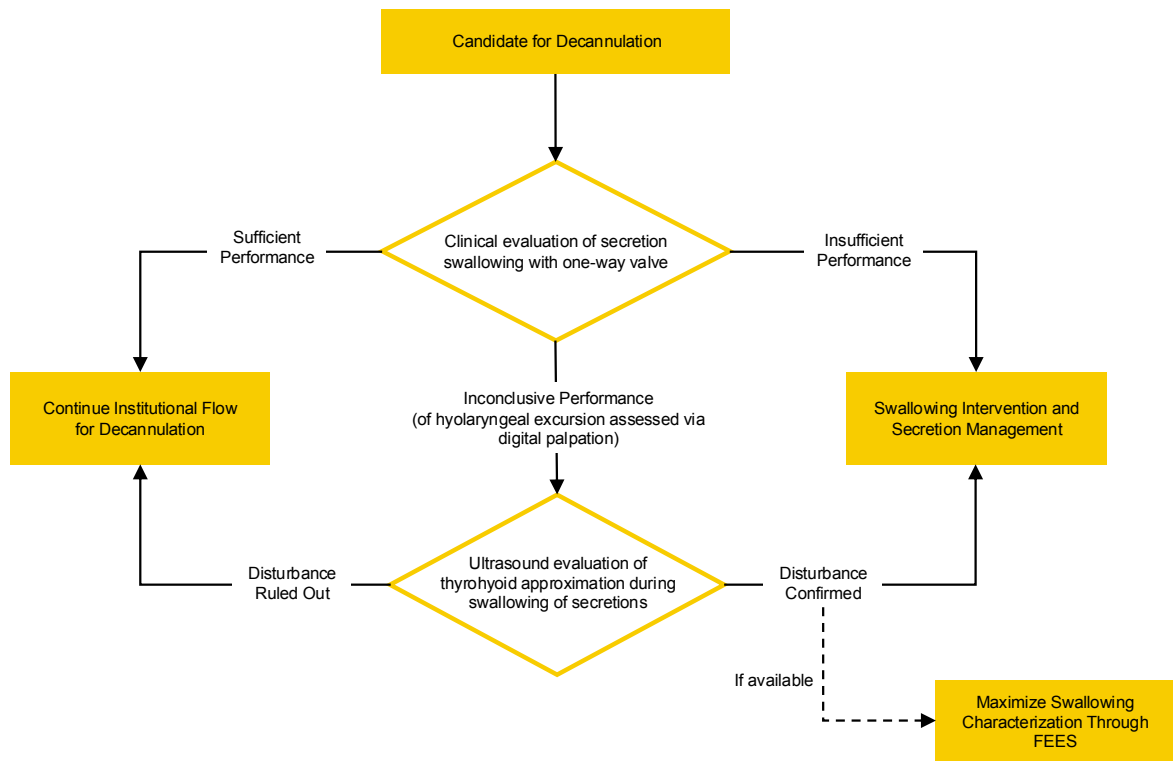 Candidate for Decannulation
Clinical evaluation of secretion
swallowing with one-way valve
Sufficient
Performance
Insufficient
Performance
Continue Institutional Flow
for Decannulation
Inconclusive Performance
(of hyolaryngeal excursion assessed via
digital palpation)
Swallowing Intervention and
Secretion Management
Ultrasound evaluation of
thyrohyoid approximation during
swallowing of secretions
Disturbance
Ruled Out
Disturbance
Confirmed
If available
Maximize Swallowing
Characterization Through
FEES